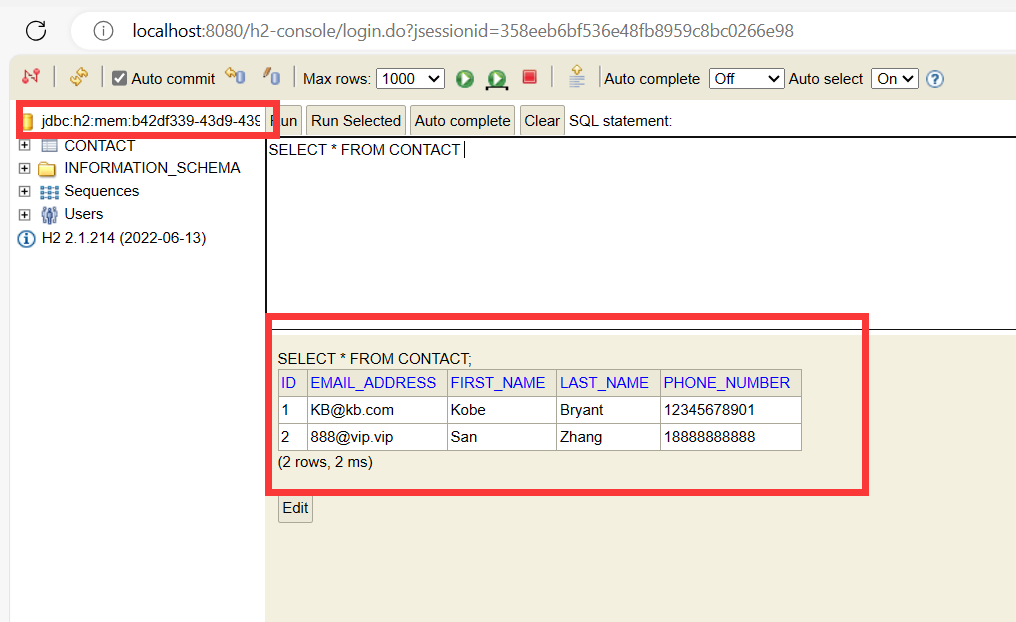 localhost:8080/h2-console/login.do?jsessionid=358eeb6bf536e48fb8959c8bc0266e98
Auto commit Max rows: 1000 Auto complete Off Auto select On ?
jdbc:h2:mem:b42df339-43d9-439 Run Selected Auto complete Clear SQL statement:
CONTACT
INFORMATION_SCHEMA
Sequences
Users
H2 2.1.214 (2022-06-13)
SELECT * FROM CONTACT
SELECT * FROM CONTACT;
ID EMAIL_ADDRESS FIRST_NAME LAST_NAME PHONE_NUMBER
1 KB@kb.com Kobe Bryant 12345678901
2 888@vip.vip San Zhang 18888888888
(2 rows, 2 ms)
Edit